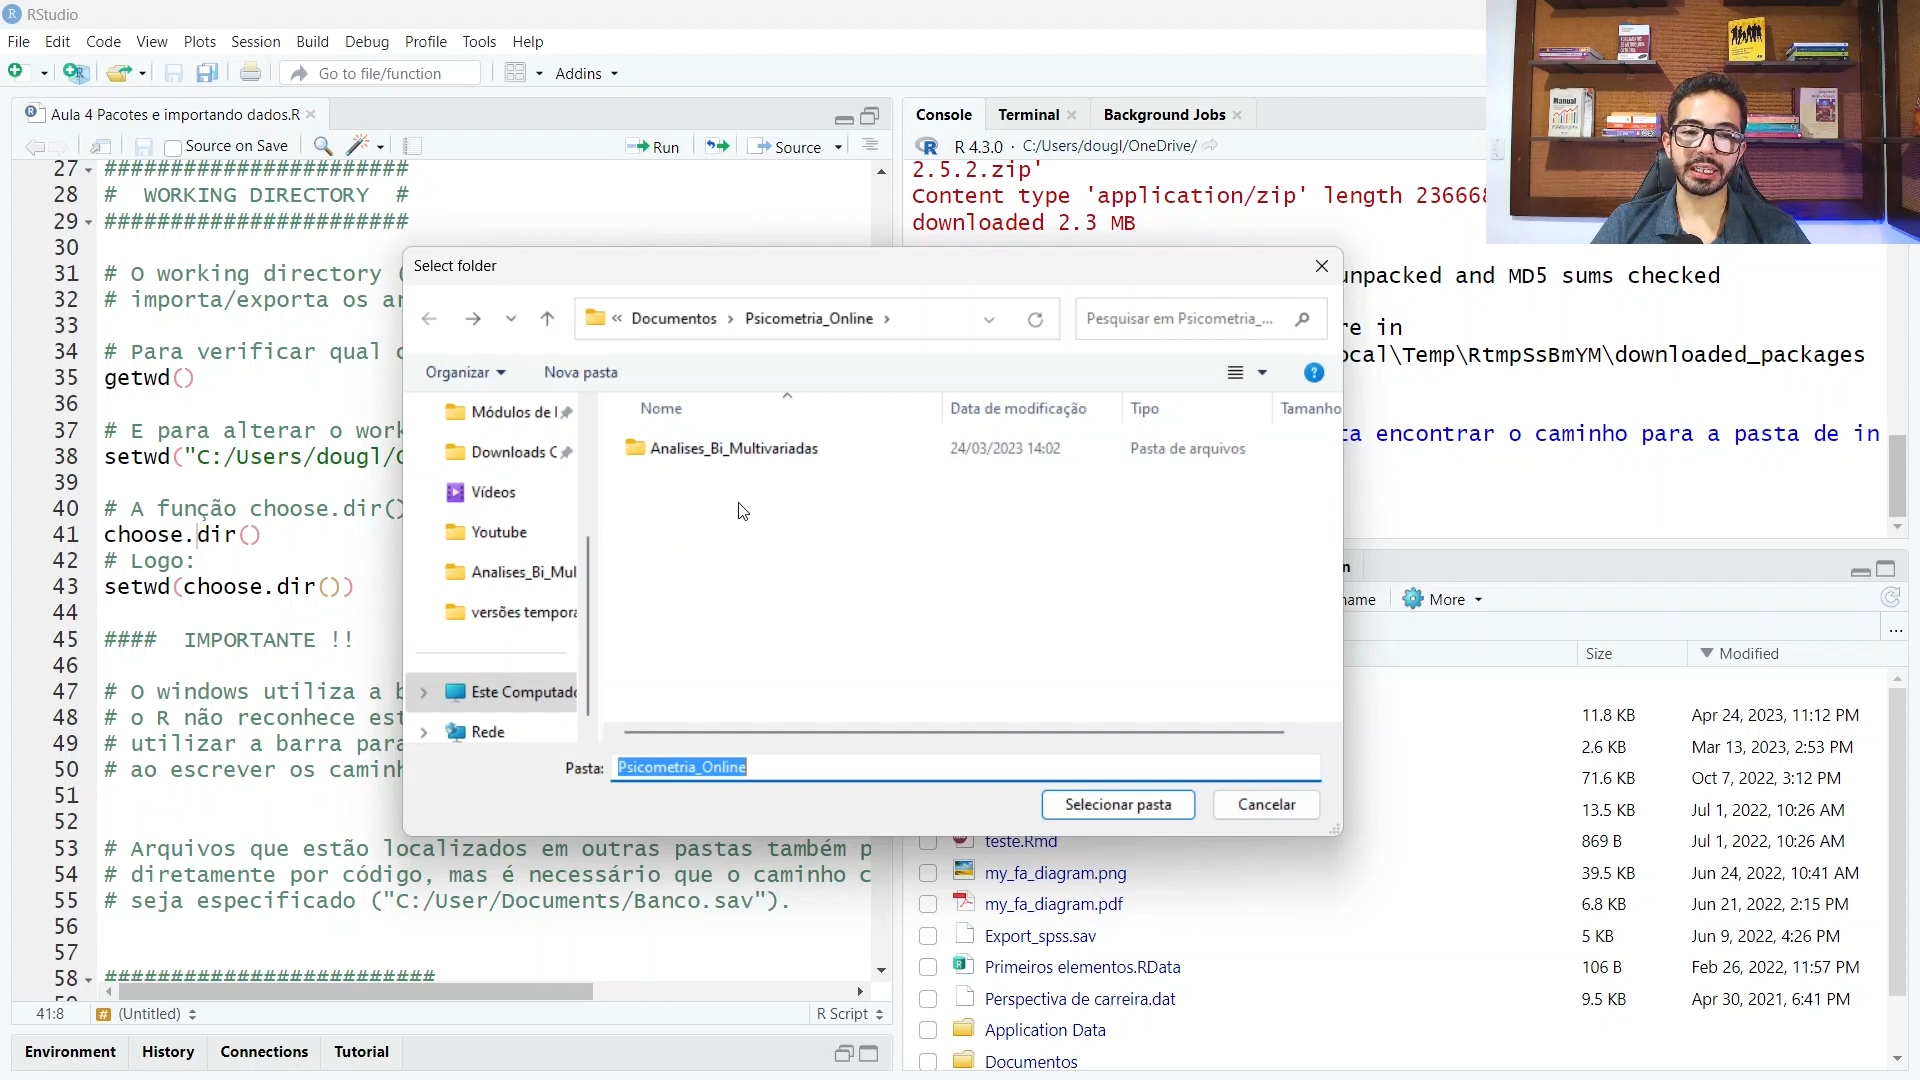 RStudio
File Edit Code View Plots Session Build Debug Profile Tools Help
Go to file/function Addins
Aula 4 Pacotes e importando dados.R
Source on Save Run Source
27 #######################
28 # WORKING DIRECTORY #
29 #######################
30
31 # O working directory (
32 # importa/exporta os ar
33
34 # Para verificar qual o
35 getwd()
36
37 # E para alterar o work
38 setwd("C:/Users/dougl/O
39
40 # A função choose.dir()
41 choose.dir()
42 # Logo:
43 setwd(choose.dir())
44
45 #### IMPORTANTE !!
46
47 # O windows utiliza a b
48 # o R não reconhece est
49 # utilizar a barra para
50 # ao escrever os caminh
51
52
53 # Arquivos que estão localizados em outras pastas também p
54 # diretamente por código, mas é necessário que o caminho c
55 # seja especificado ("C:/User/Documents/Banco.sav").
56
57
58 #########################
41:8 (Untitled) R Script
Environment History Connections Tutorial
Console Terminal Background Jobs
R 4.3.0 · C:/Users/dougl/OneDrive/
2.5.2.zip'
Content type 'application/zip' length 236668
downloaded 2.3 MB
unpacked and MD5 sums checked
re in
ocal\Temp\RtmpSsBmYM\downloaded_packages
ta encontrar o caminho para a pasta de in
Select folder
« Documentos › Psicometria_Online ›
Pesquisar em Psicometria_...
Organizar Nova pasta
Módulos de I
Downloads C
Vídeos
Youtube
Analises_Bi_Mul
versões tempora
Este Computado
Rede
Nome Data de modificação Tipo Tamanho
Analises_Bi_Multivariadas 24/03/2023 14:02 Pasta de arquivos
Pasta: Psicometria_Online
Selecionar pasta Cancelar
n
name More
...
Size Modified
11.8 KB Apr 24, 2023, 11:12 PM
2.6 KB Mar 13, 2023, 2:53 PM
71.6 KB Oct 7, 2022, 3:12 PM
13.5 KB Jul 1, 2022, 10:26 AM
teste.Rmd 869 B Jul 1, 2022, 10:26 AM
my_fa_diagram.png 39.5 KB Jun 24, 2022, 10:41 AM
my_fa_diagram.pdf 6.8 KB Jun 21, 2022, 2:15 PM
Export_spss.sav 5 KB Jun 9, 2022, 4:26 PM
Primeiros elementos.RData 106 B Feb 26, 2022, 11:57 PM
Perspectiva de carreira.dat 9.5 KB Apr 30, 2021, 6:41 PM
Application Data
Documentos
Manual